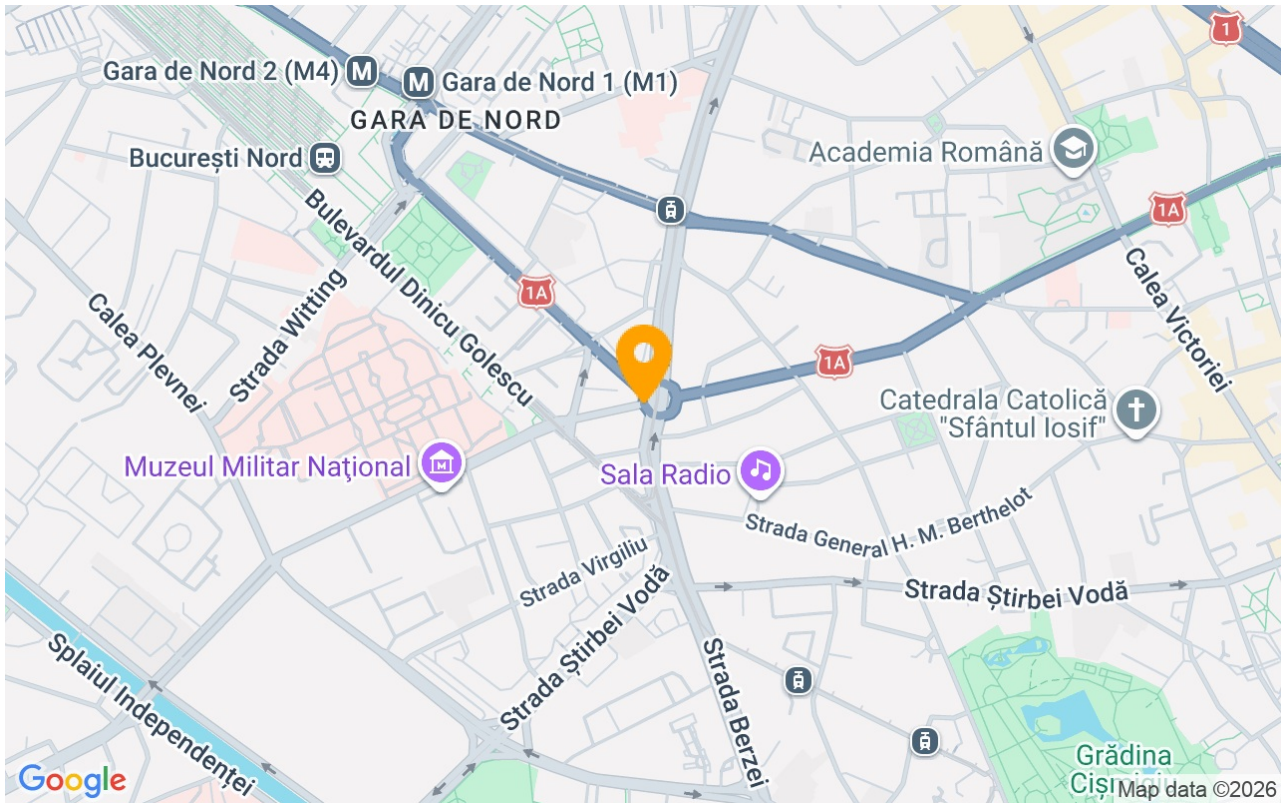 1
Gara de Nord 2 (M4)
M
M
Gara de Nord 1 (M1)
GARA DE NORD
București Nord
Academia Română
1A
Bulevardul Dinicu Golescu
Strada Witting
Calea Plevnei
1A
Calea Victoriei
1A
Catedrala Catolică
"Sfântul Iosif"
Muzeul Militar Naţional
M
Sala Radio
Strada General H. M. Berthelot
Strada Virgiliu
Strada Știrbei Vodă
Strada Știrbei Vodă
Strada Berzei
Splaiul Independenței
Grădina
Cișmigiu
Google
Map data ©2026